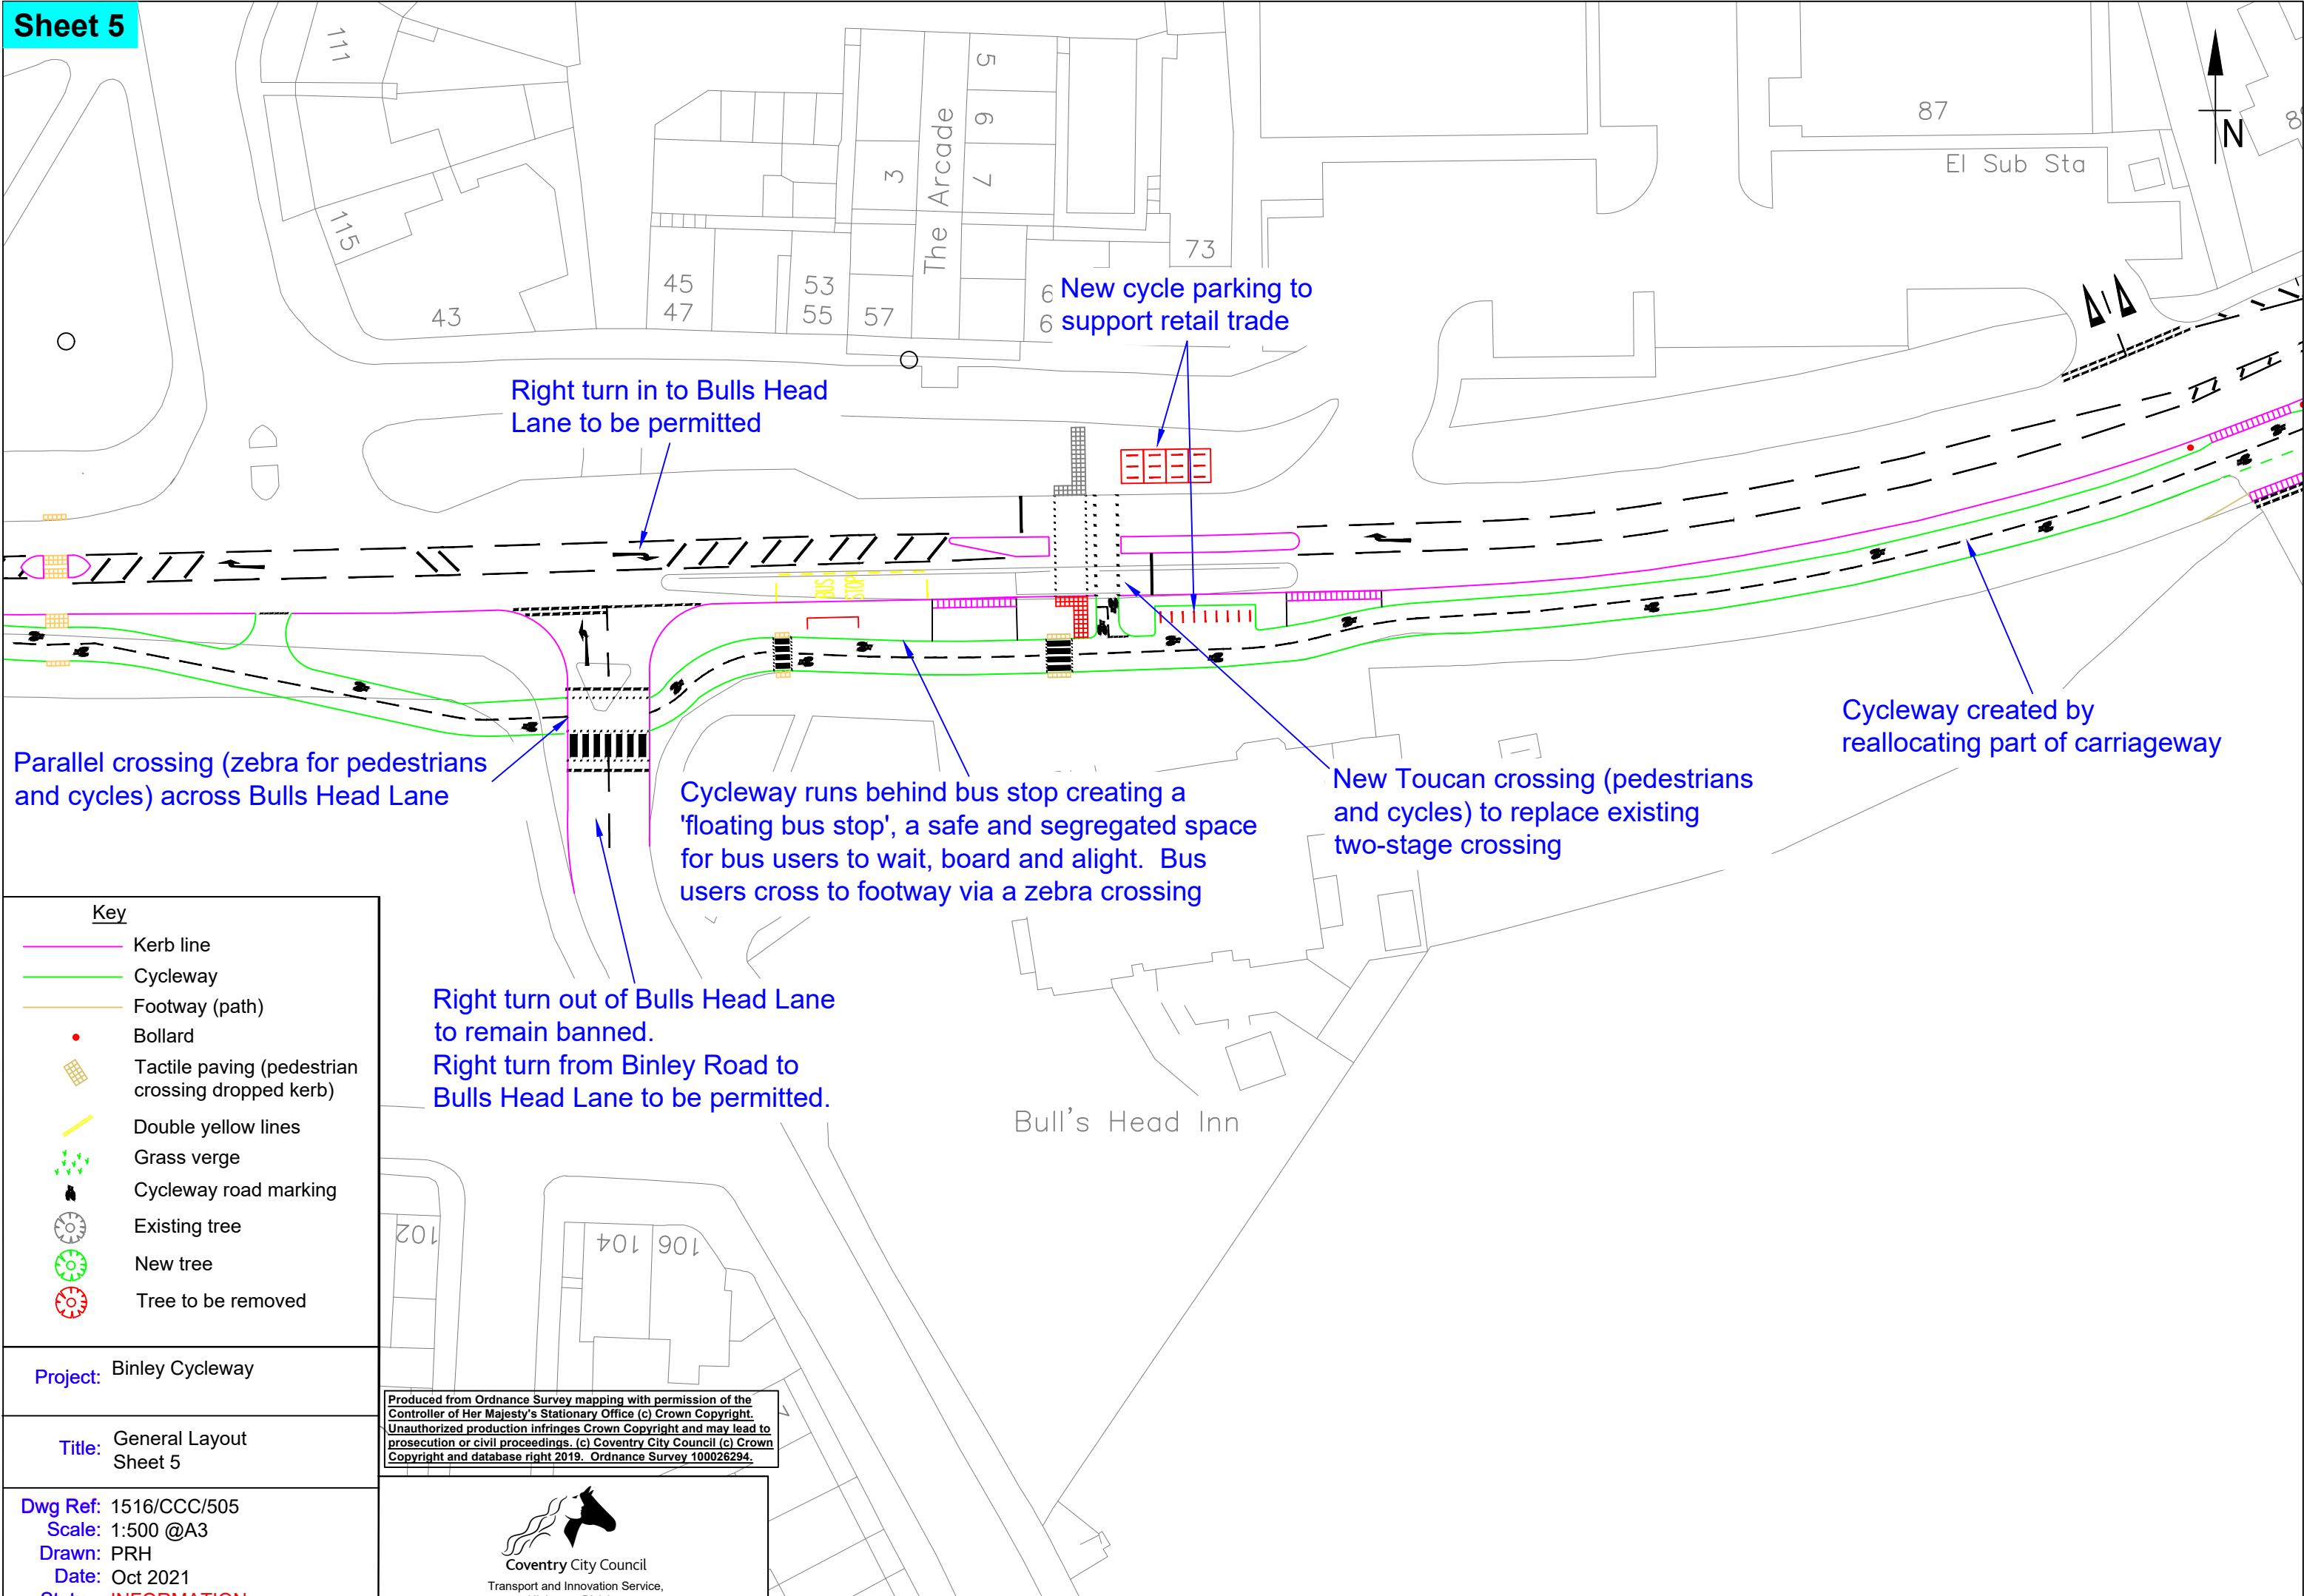 Sheet 5
111
115
43
45
47
53
55
57
3
The Arcade
5
6
7
73
6
6
87
El Sub Sta
N
New cycle parking to
support retail trade
Right turn in to Bulls Head
Lane to be permitted
BUS
STOP
Parallel crossing (zebra for pedestrians
and cycles) across Bulls Head Lane
Cycleway runs behind bus stop creating a
'floating bus stop', a safe and segregated space
for bus users to wait, board and alight.  Bus
users cross to footway via a zebra crossing
New Toucan crossing (pedestrians
and cycles) to replace existing
two-stage crossing
Cycleway created by
reallocating part of carriageway
Right turn out of Bulls Head Lane
to remain banned.
Right turn from Binley Road to
Bulls Head Lane to be permitted.
Bull's Head Inn
102
104
106
Key
Kerb line
Cycleway
Footway (path)
Bollard
Tactile paving (pedestrian
crossing dropped kerb)
Double yellow lines
Grass verge
Cycleway road marking
Existing tree
New tree
Tree to be removed
Project: Binley Cycleway
Title: General Layout
Sheet 5
Dwg Ref: 1516/CCC/505
Scale: 1:500 @A3
Drawn: PRH
Date: Oct 2021
Produced from Ordnance Survey mapping with permission of the
Controller of Her Majesty's Stationary Office (c) Crown Copyright.
Unauthorized production infringes Crown Copyright and may lead to
prosecution or civil proceedings. (c) Coventry City Council (c) Crown
Copyright and database right 2019.  Ordnance Survey 100026294.
Coventry City Council
Transport and Innovation Service,